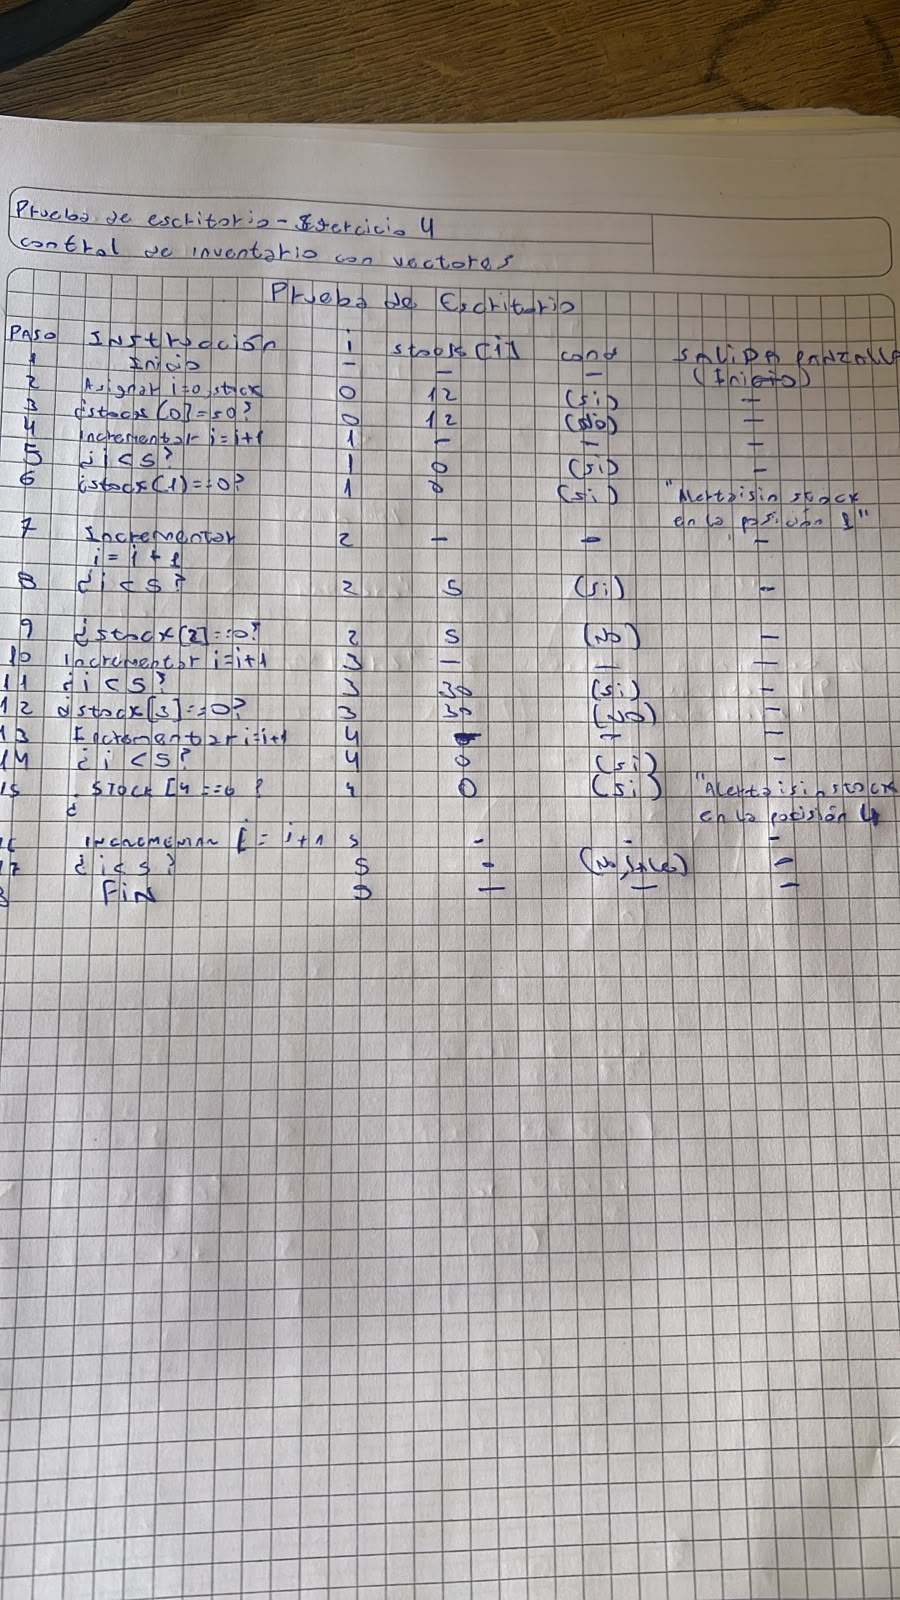 Prueba de escritorio - Ejercicio 4
control de inventario con vectores
Prueba de Escritorio
PASO Instrucción i stock [i] cond SALIDA PANTALLA
1 Inicio - - - (Inicio)
2 Asignar i=0, stock 0 12 (si) -
3 ¿stock [0]==0? 0 12 (No) -
4 incrementar i=i+1 1 - - -
5 ¿i<5? 1 0 (si) -
6 ¿stock(1)==0? 1 0 (si) "Alerta:sin stock
en la posición 1"
7 Incrementar 2 - - -
i = i + 1
8 ¿i<5? 2 5 (si) -
9 ¿stock[2]==0? 2 5 (No) -
10 incrementar i=i+1 3 - - -
11 ¿i<5? 3 30 (si) -
12 ¿stock[3]==0? 3 30 (No) -
13 Incrementar i=i+1 4 - - -
14 ¿i<5? 4 0 (si) -
15 ¿STOCK [4==0? 4 0 (si) "Alerta:sin stock
en la posisión 4
6 INCREMENTAR i = i+1 5 - - -
17 ¿i<5? 5 - (No, sale) -
8 FIN 5 - - -